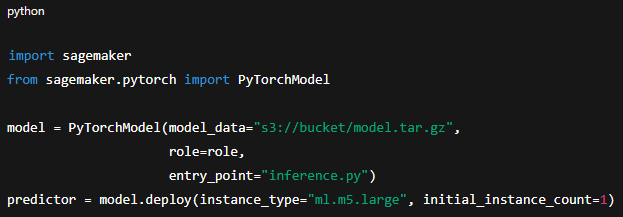 python
import sagemaker
from sagemaker.pytorch import PyTorchModel
model = PyTorchModel(model_data="s3://bucket/model.tar.gz",
                     role=role,
                     entry_point="inference.py")
predictor = model.deploy(instance_type="ml.m5.large", initial_instance_count=1)